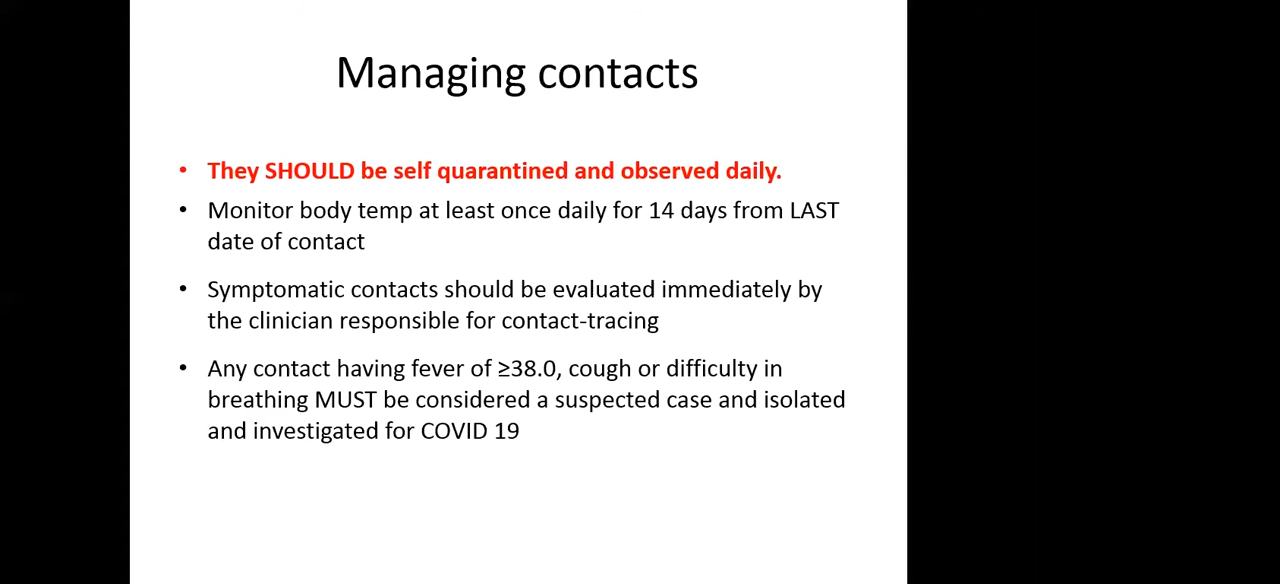 Managing contacts
• They SHOULD be self quarantined and observed daily.
• Monitor body temp at least once daily for 14 days from LAST
date of contact
• Symptomatic contacts should be evaluated immediately by
the clinician responsible for contact-tracing
• Any contact having fever of ≥38.0, cough or difficulty in
breathing MUST be considered a suspected case and isolated
and investigated for COVID 19